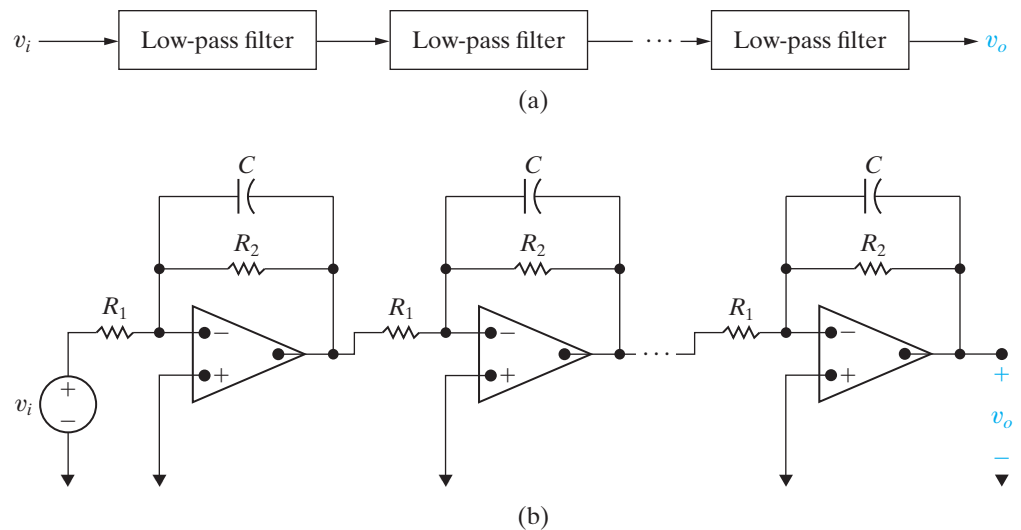 v_i Low-pass filter Low-pass filter ... Low-pass filter v_o
(a)
C C C
R_2 R_2 R_2
R_1 R_1 R_1
− − −
+ + + + ... +
v_i − v_o
−
(b)